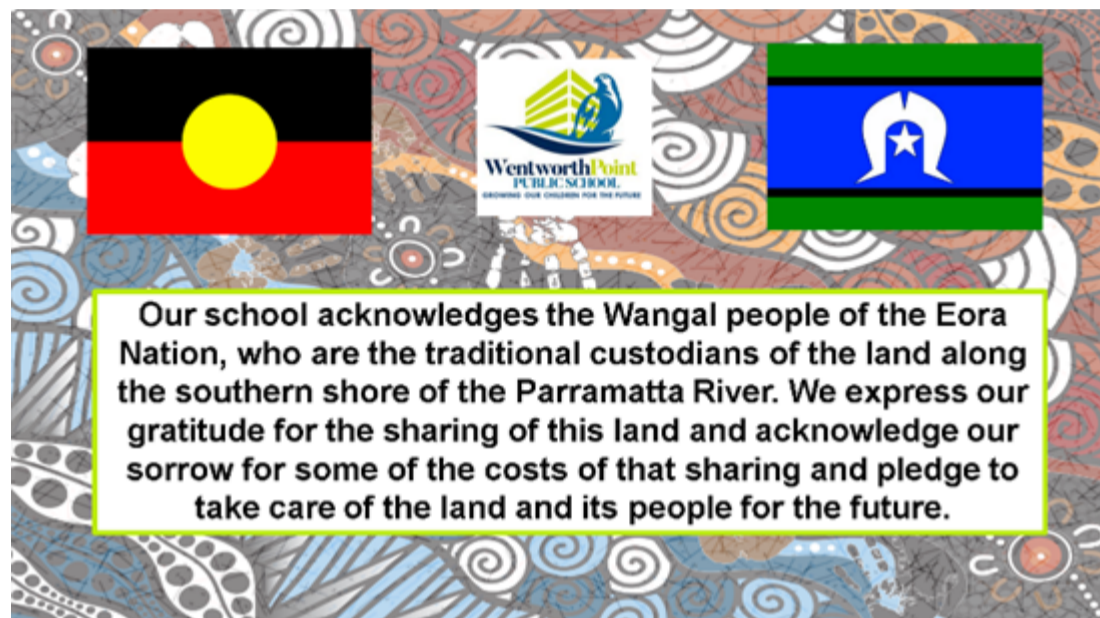 WentworthPoint
PUBLIC SCHOOL
GROWING OUR CHILDREN FOR THE FUTURE
Our school acknowledges the Wangal people of the Eora
Nation, who are the traditional custodians of the land along
the southern shore of the Parramatta River. We express our
gratitude for the sharing of this land and acknowledge our
sorrow for some of the costs of that sharing and pledge to
take care of the land and its people for the future.